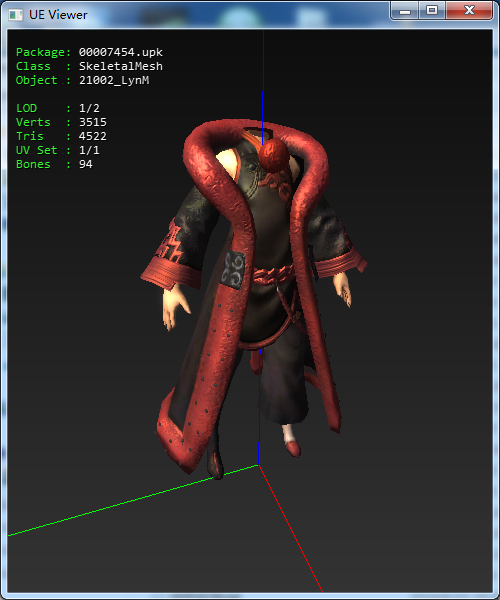 UE Viewer
Package: 00007454.upk
Class : SkeletalMesh
Object : 21002_LynM
LOD : 1/2
Verts : 3515
Tris : 4522
UV Set : 1/1
Bones : 94